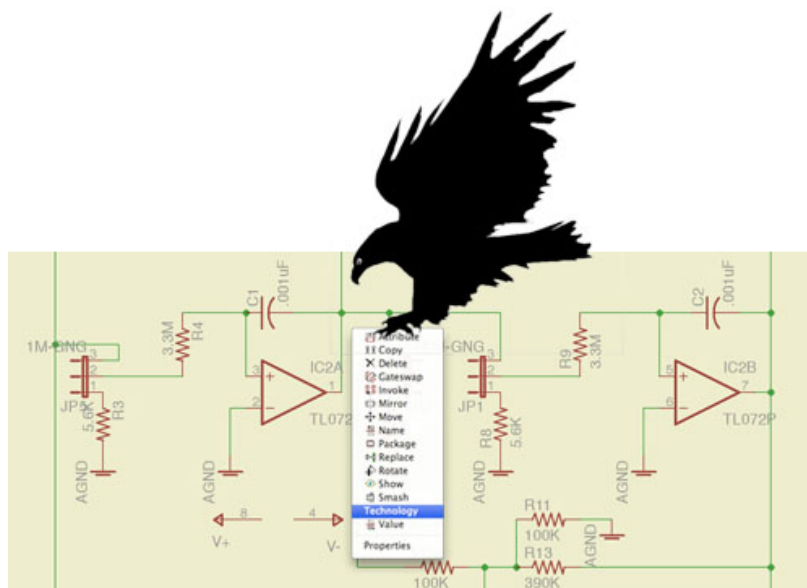 C1
.001uF
3.3M
R4
1M-GNG
3
2
1
JP2
5.6K
R3
AGND
3
2
1
IC2A
TL072
AGND
8
4
V+
V-
Attribute
Copy
Delete
Gateswap
Invoke
Mirror
Move
Name
Package
Replace
Rotate
Show
Smash
Technology
Value
Properties
-GNG
3
2
1
JP1
R8
5.6K
AGND
R9
3.3M
C2
.001uF
5
6
7
IC2B
TL072P
AGND
R11
100K
AGND
R13
390K
100K